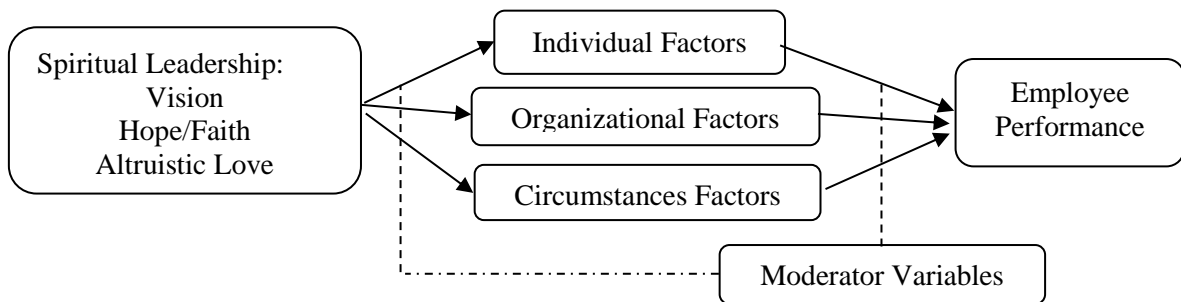 Spiritual Leadership:
Vision
Hope/Faith
Altruistic Love
Individual Factors
Organizational Factors
Circumstances Factors
Employee
Performance
Moderator Variables